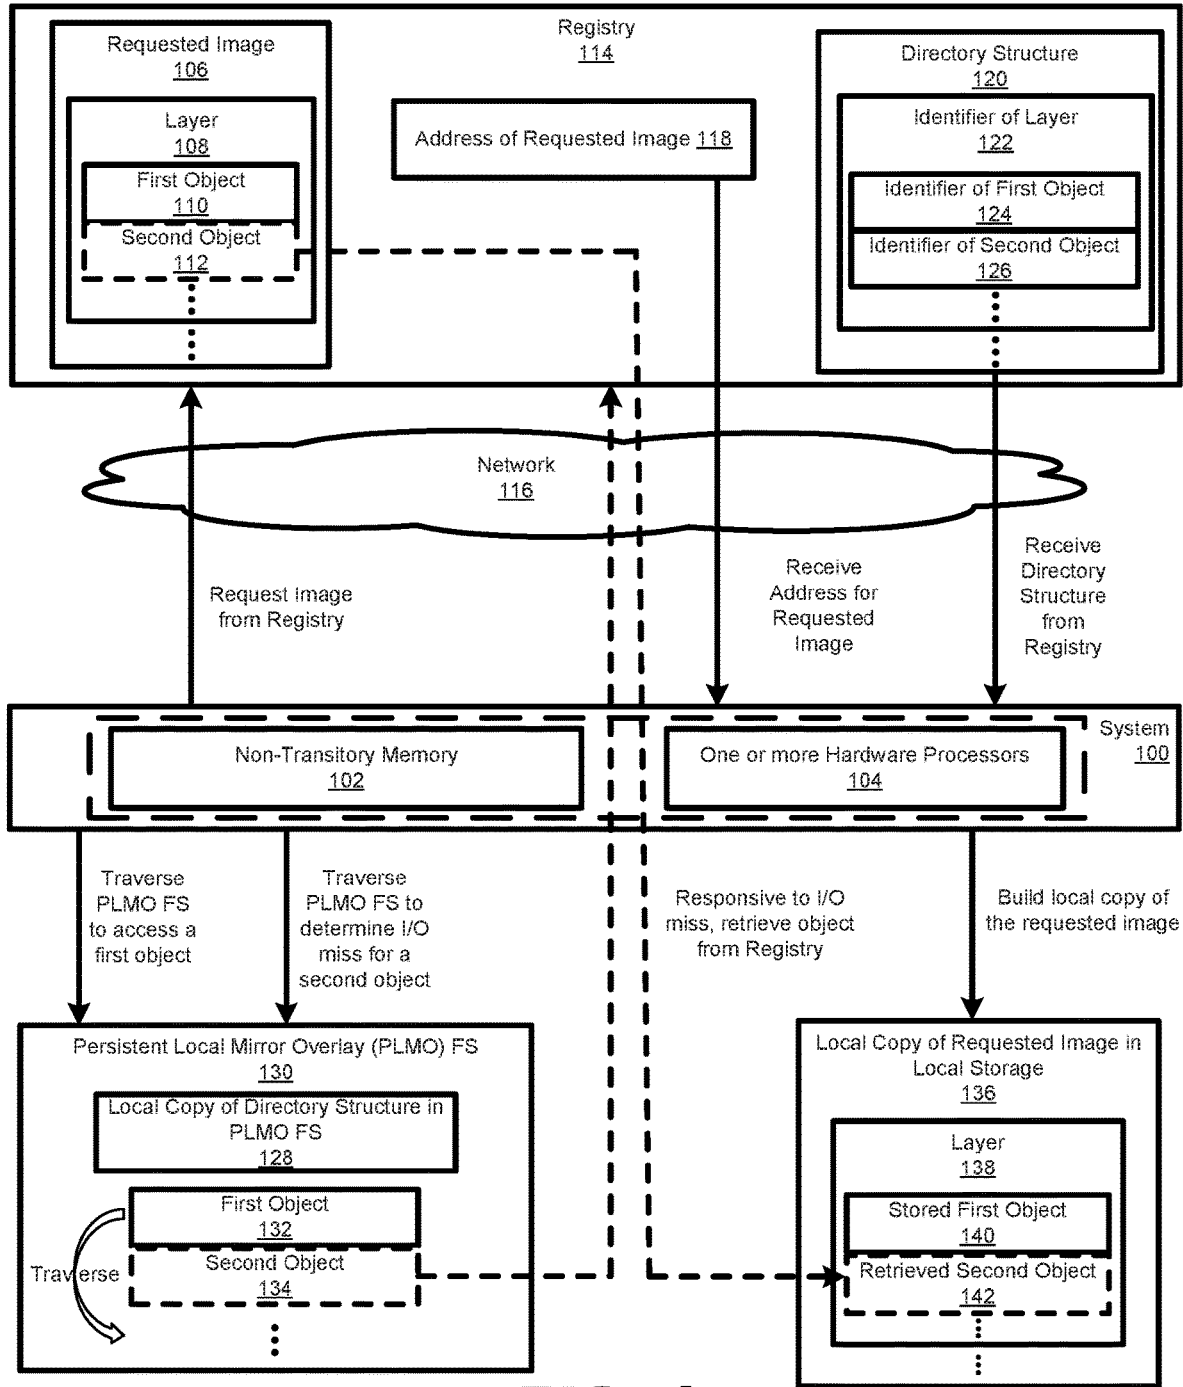 Registry
114
Requested Image
106
Layer
108
First Object
110
Second Object
112
Address of Requested Image 118
Directory Structure
120
Identifier of Layer
122
Identifier of First Object
124
Identifier of Second Object
126
Network
116
Request Image
from Registry
Receive
Address for
Requested
Image
Receive
Directory
Structure
from
Registry
System
100
Non-Transitory Memory
102
One or more Hardware Processors
104
Traverse
PLMO FS
to access a
first object
Traverse
PLMO FS to
determine I/O
miss for a
second object
Responsive to I/O
miss, retrieve object
from Registry
Build local copy of
the requested image
Persistent Local Mirror Overlay (PLMO) FS
130
Local Copy of Directory Structure in
PLMO FS
128
First Object
132
Second Object
134
Traverse
Local Copy of Requested Image in
Local Storage
136
Layer
138
Stored First Object
140
Retrieved Second Object
142